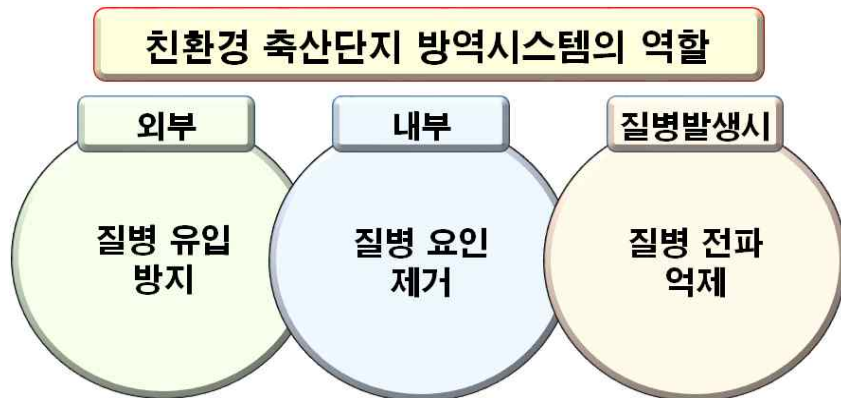 친환경 축산단지 방역시스템의 역할
외부
질병 유입
방지
내부
질병 요인
제거
질병발생시
질병 전파
억제